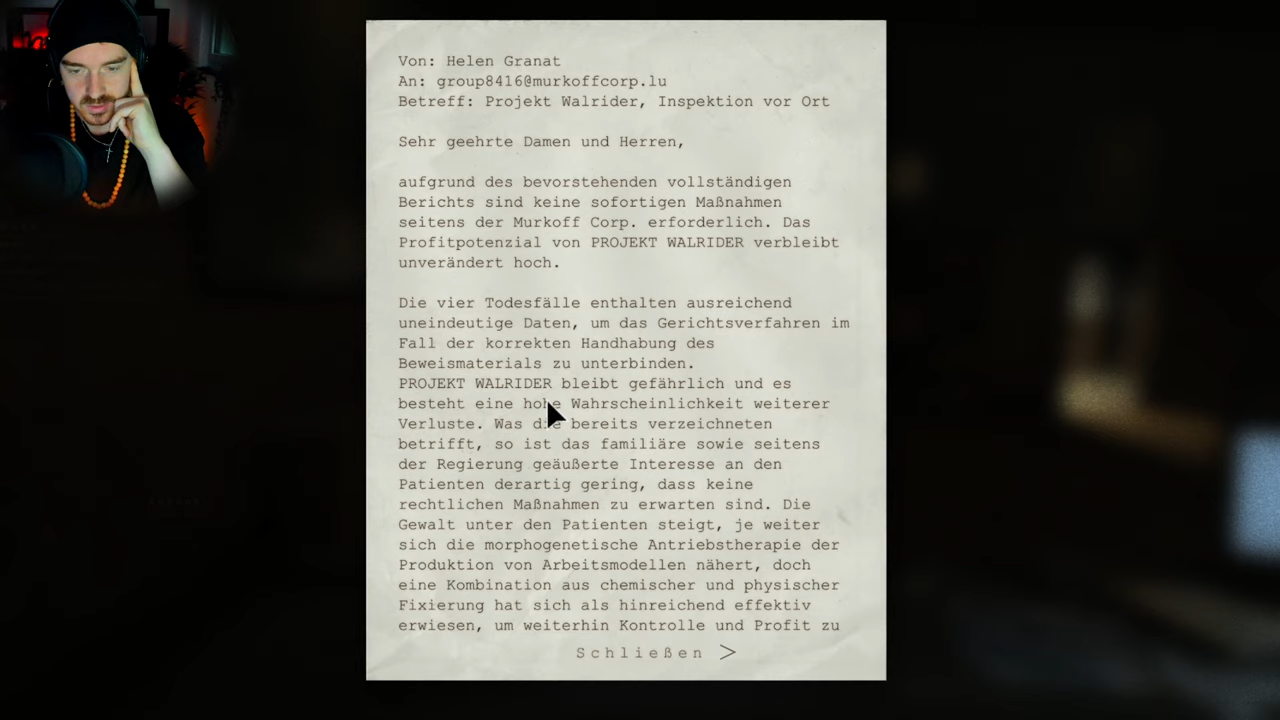 Von: Helen Granat
An: group8416@murkoffcorp.lu
Betreff: Projekt Walrider, Inspektion vor Ort
Sehr geehrte Damen und Herren,
aufgrund des bevorstehenden vollständigen
Berichts sind keine sofortigen Maßnahmen
seitens der Murkoff Corp. erforderlich. Das
Profitpotenzial von PROJEKT WALRIDER verbleibt
unverändert hoch.
Die vier Todesfälle enthalten ausreichend
uneindeutige Daten, um das Gerichtsverfahren im
Fall der korrekten Handhabung des
Beweismaterials zu unterbinden.
PROJEKT WALRIDER bleibt gefährlich und es
besteht eine hohe Wahrscheinlichkeit weiterer
Verluste. Was die bereits verzeichneten
betrifft, so ist das familiäre sowie seitens
der Regierung geäußerte Interesse an den
Patienten derartig gering, dass keine
rechtlichen Maßnahmen zu erwarten sind. Die
Gewalt unter den Patienten steigt, je weiter
sich die morphogenetische Antriebstherapie der
Produktion von Arbeitsmodellen nähert, doch
eine Kombination aus chemischer und physischer
Fixierung hat sich als hinreichend effektiv
erwiesen, um weiterhin Kontrolle und Profit zu
Schließen >